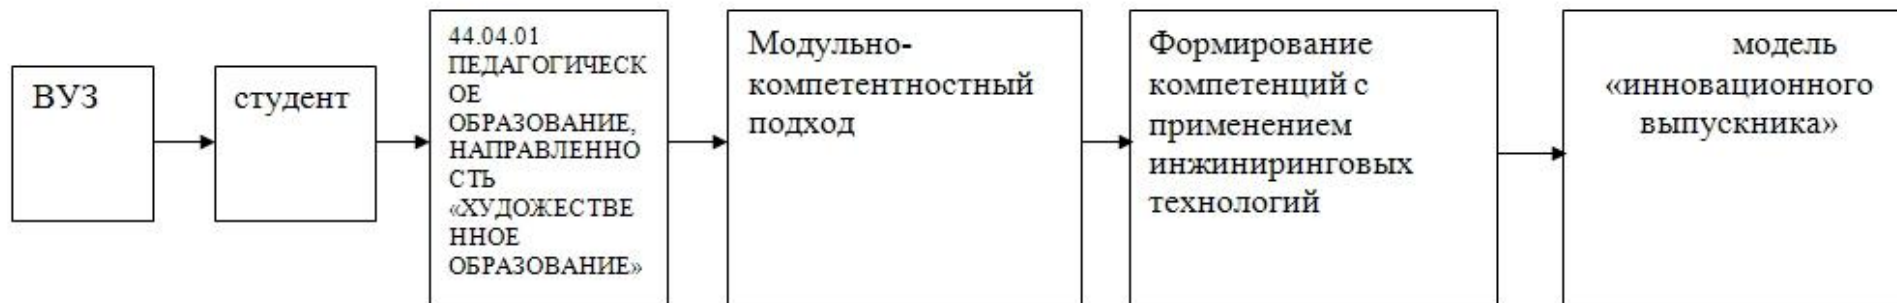 ВУЗ
студент
44.04.01
ПЕДАГОГИЧЕСК
ОЕ
ОБРАЗОВАНИЕ,
НАПРАВЛЕННО
СТЬ
«ХУДОЖЕСТВЕ
ННОЕ
ОБРАЗОВАНИЕ»
Модульно-
компетентностный
подход
Формирование
компетенций с
применением
инжиниринговых
технологий
модель
«инновационного
выпускника»